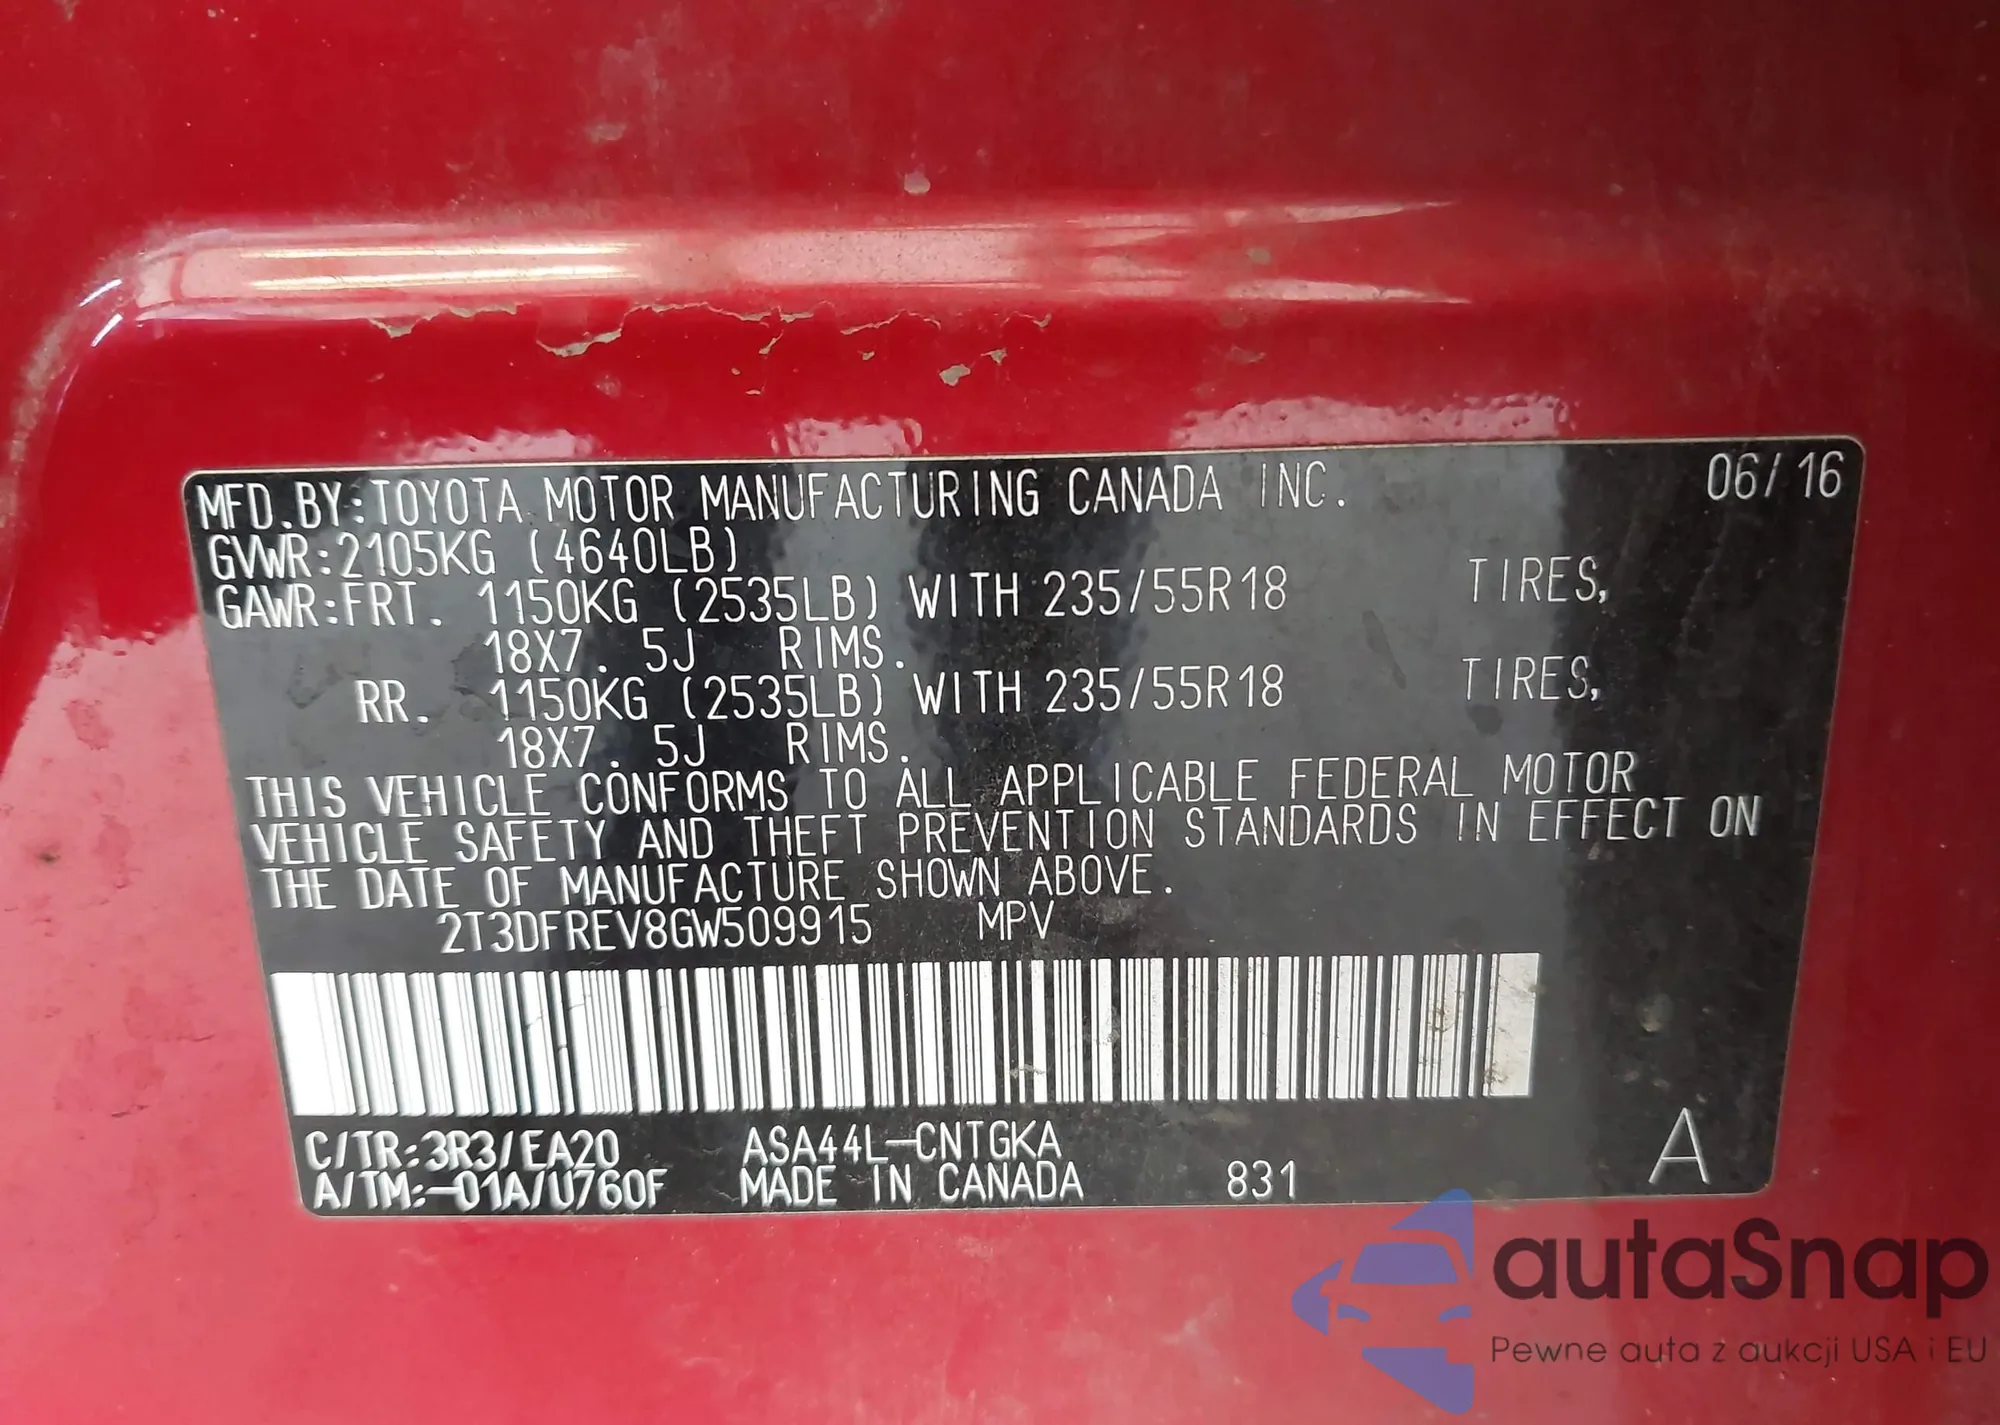 MFD.BY:TOYOTA MOTOR MANUFACTURING CANADA INC. 06/16
GVWR:2105KG (4640LB)
GAWR:FRT. 1150KG (2535LB) WITH 235/55R18 TIRES,
18X7.5J RIMS.
RR. 1150KG (2535LB) WITH 235/55R18 TIRES,
18X7.5J RIMS.
THIS VEHICLE CONFORMS TO ALL APPLICABLE FEDERAL MOTOR
VEHICLE SAFETY AND THEFT PREVENTION STANDARDS IN EFFECT ON
THE DATE OF MANUFACTURE SHOWN ABOVE.
2T3DFREV8GW509915 MPV
C/TR:3R3/EA20 ASA44L-CNTGKA
A/TM:-01A/U760F MADE IN CANADA 831 A
autaSnap
Pewne auta z aukcji USA i EU